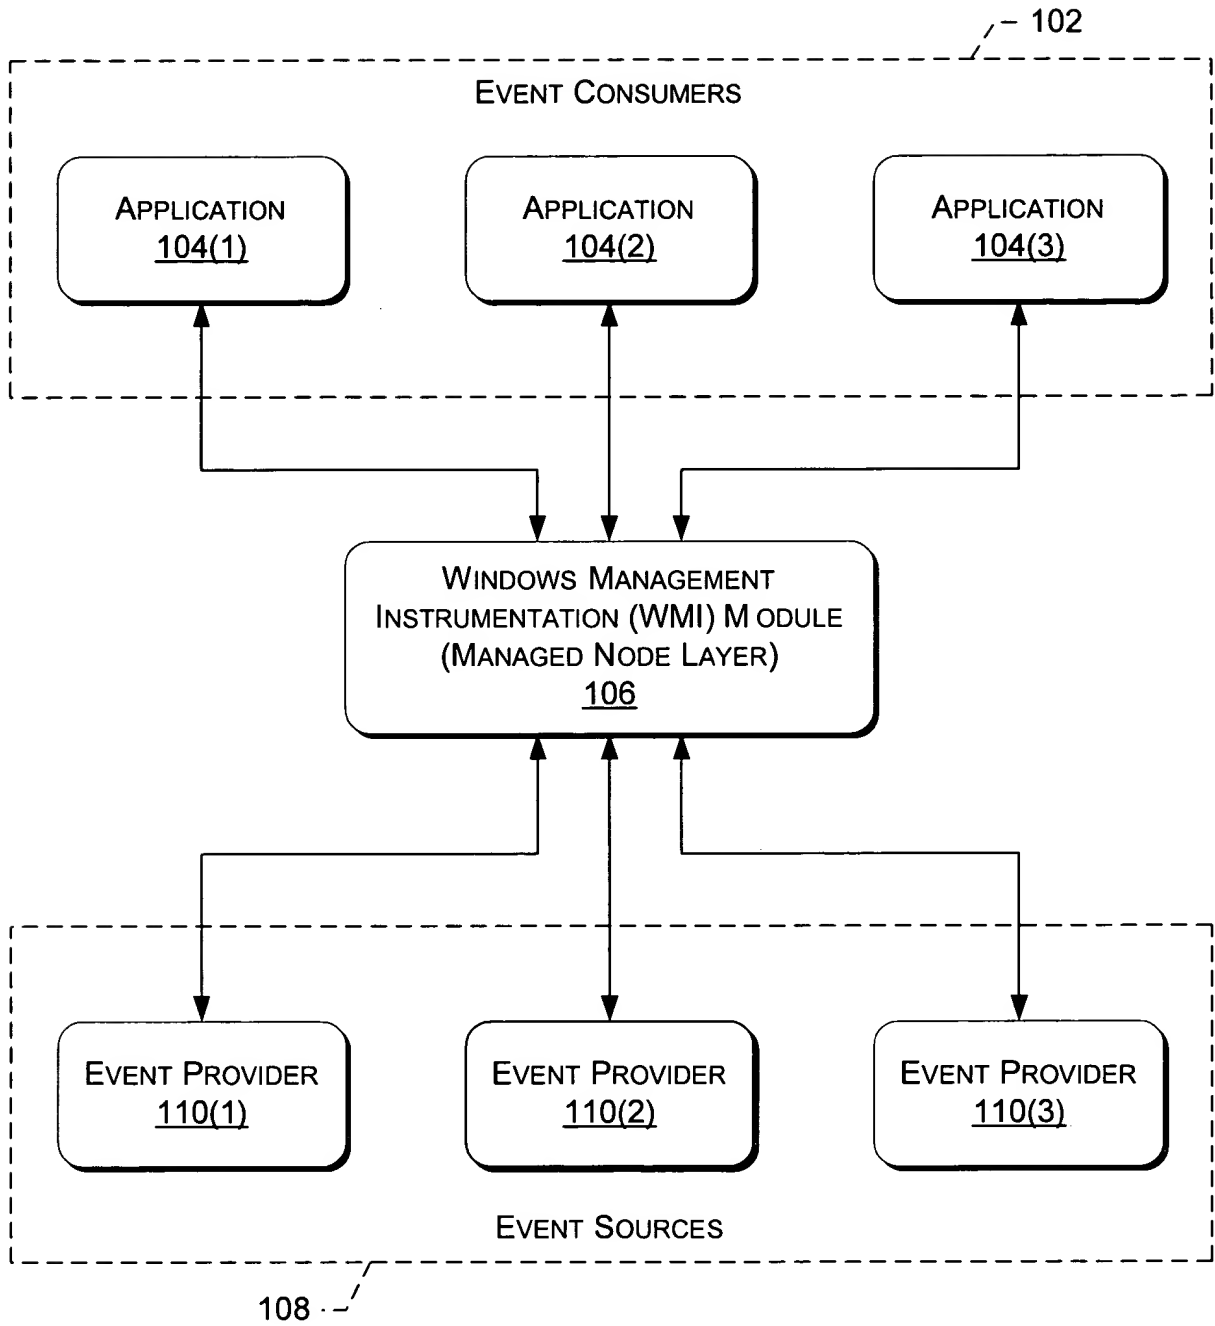 102
EVENT CONSUMERS
APPLICATION
104(1)
APPLICATION
104(2)
APPLICATION
104(3)
WINDOWS MANAGEMENT
INSTRUMENTATION (WMI) MODULE
(MANAGED NODE LAYER)
106
EVENT PROVIDER
110(1)
EVENT PROVIDER
110(2)
EVENT PROVIDER
110(3)
EVENT SOURCES
108